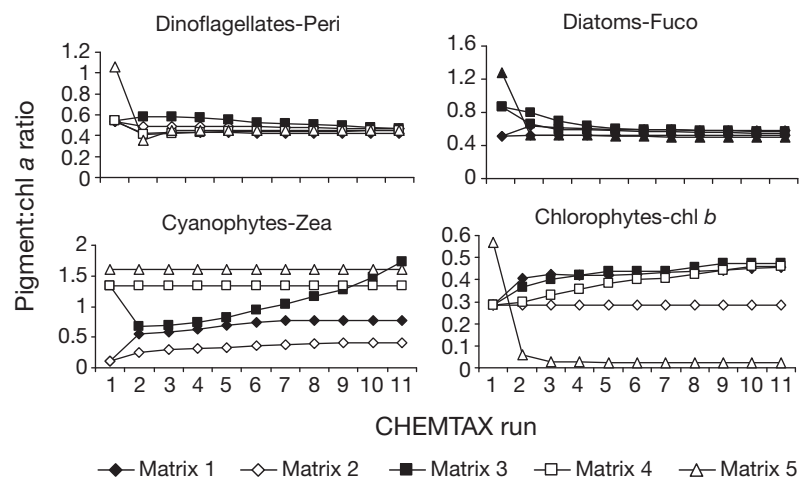 Dinoflagellates-Peri
1.2
1
0.8
0.6
0.4
0.2
0
Diatoms-Fuco
1.6
1.2
0.8
0.4
0
Pigment:chl a ratio
Cyanophytes-Zea
2
1.5
1
0.5
0
1 2 3 4 5 6 7 8 9 10 11
Chlorophytes-chl b
0.6
0.5
0.4
0.3
0.2
0.1
0
1 2 3 4 5 6 7 8 9 10 11
CHEMTAX run
Matrix 1 Matrix 2 Matrix 3 Matrix 4 Matrix 5